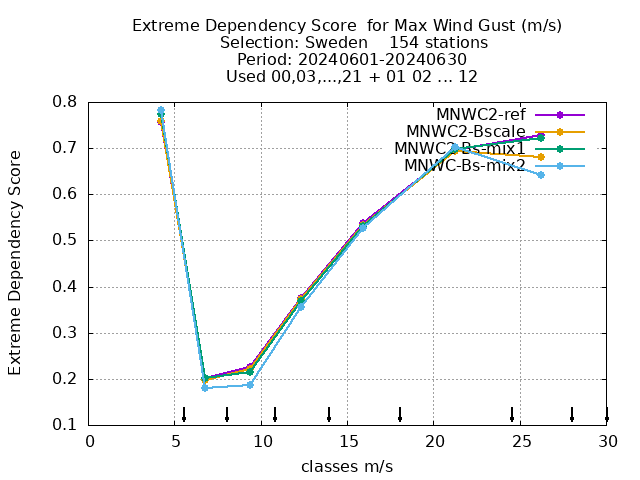 Extreme Dependency Score  for Max Wind Gust (m/s)
Selection: Sweden    154 stations
Period: 20240601-20240630
Used 00,03,...,21 + 01 02 ... 12
MNWC2-ref
MNWC2-Bscale
MNWC2-Bs-mix1
MNWC-Bs-mix2
Extreme Dependency Score
0.8
0.7
0.6
0.5
0.4
0.3
0.2
0.1
0 5 10 15 20 25 30
classes m/s